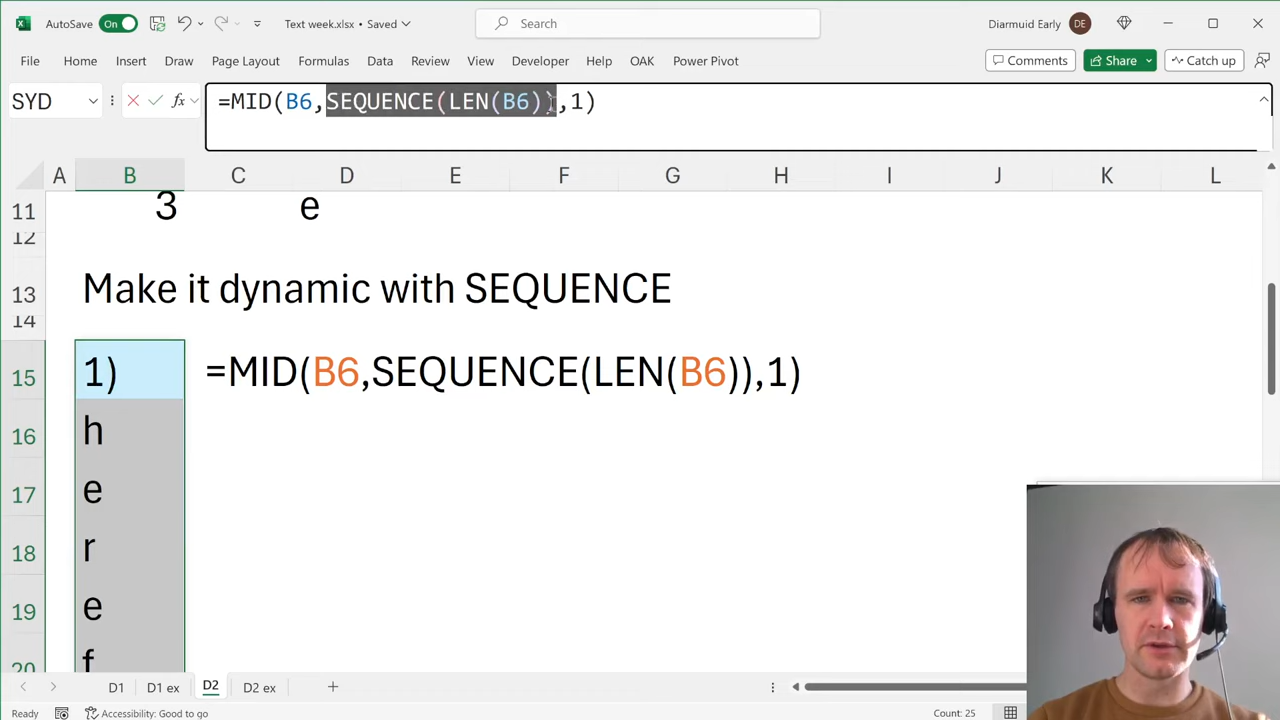 AutoSave On Text week.xlsx • Saved Search Diarmuid Early DE
File Home Insert Draw Page Layout Formulas Data Review View Developer Help OAK Power Pivot Comments Share Catch up
SYD fx =MID(B6,SEQUENCE(LEN(B6)),1)
A B C D E F G H I J K L
11 3 e
12
13 Make it dynamic with SEQUENCE
14
15 1) =MID(B6,SEQUENCE(LEN(B6)),1)
16 h
17 e
18 r
19 e
20 f
D1 D1 ex D2 D2 ex
Ready Accessibility: Good to go Count: 25